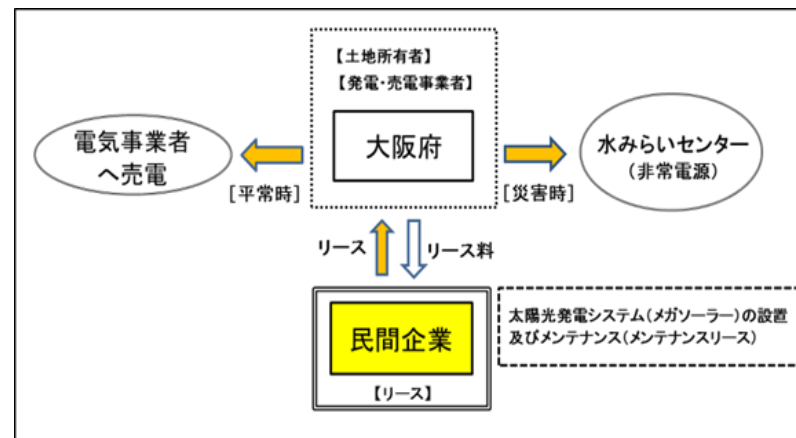 【土地所有者】
【発電・売電事業者】
大阪府
電気事業者
へ売電
[平常時]
[災害時]
水みらいセンター
(非常電源)
リース
リース料
民間企業
【リース】
太陽光発電システム(メガソーラー)の設置
及びメンテナンス(メンテナンスリース)